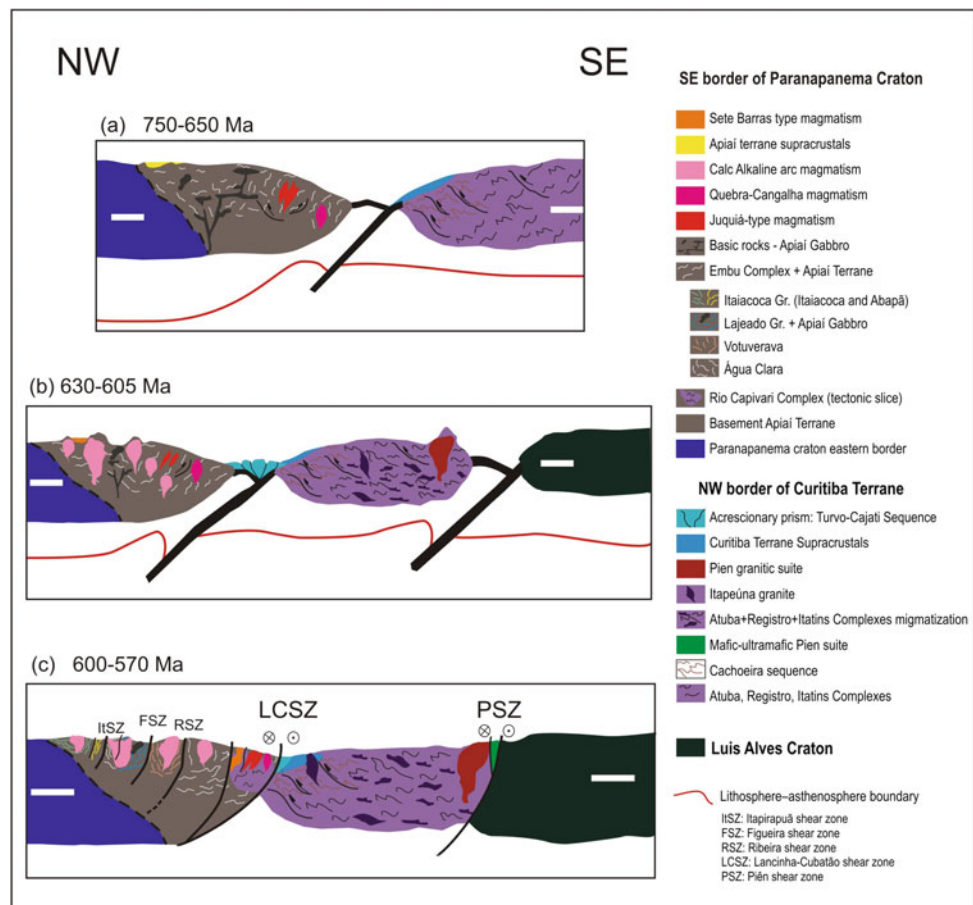 NW
SE
(a) 750-650 Ma
(b) 630-605 Ma
(c) 600-570 Ma
ItSZ
FSZ
RSZ
LCSZ
PSZ
SE border of Paranapanema Craton
Sete Barras type magmatism
Apiaí terrane supracrustals
Calc Alkaline arc magmatism
Quebra-Cangalha magmatism
Juquiá-type magmatism
Basic rocks - Apiaí Gabbro
Embu Complex + Apiaí Terrane
Itaiacoca Gr. (Itaiacoca and Abapã)
Lajeado Gr. + Apiaí Gabbro
Votuverava
Água Clara
Rio Capivari Complex (tectonic slice)
Basement Apiaí Terrane
Paranapanema craton eastern border
NW border of Curitiba Terrane
Acrescionary prism: Turvo-Cajati Sequence
Curitiba Terrane Supracrustals
Pien granitic suite
Itapeúna granite
Atuba+Registro+Itatins Complexes migmatization
Mafic-ultramafic Pien suite
Cachoeira sequence
Atuba, Registro, Itatins Complexes
Luis Alves Craton
Lithosphere–asthenosphere boundary
ItSZ: Itapirapuã shear zone
FSZ: Figueira shear zone
RSZ: Ribeira shear zone
LCSZ: Lancinha-Cubatão shear zone
PSZ: Piên shear zone